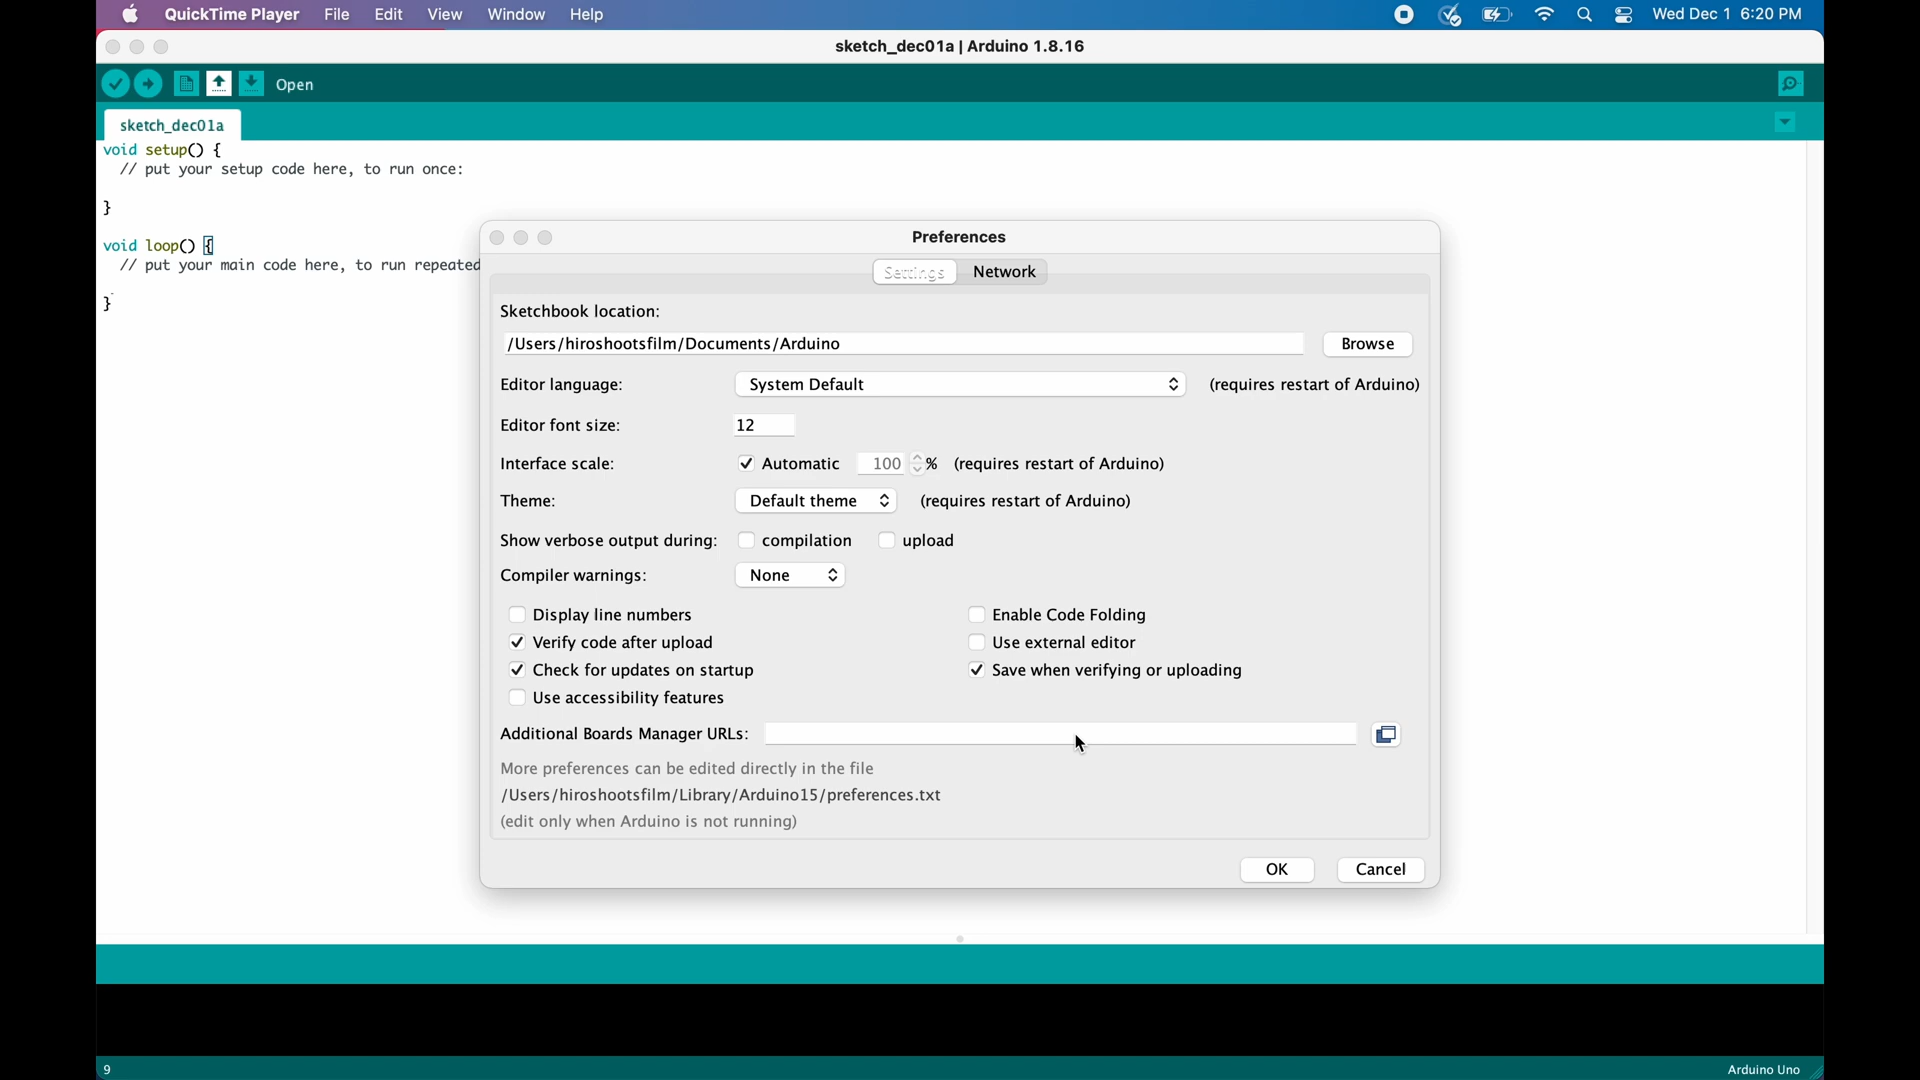 QuickTime Player File Edit View Window Help Wed Dec 1 6:20 PM
sketch_dec01a | Arduino 1.8.16
Open
sketch_dec01a
void setup() {
// put your setup code here, to run once:
}
void loop() {
// put your main code here, to run repeated
}
Preferences
Settings Network
Sketchbook location:
/Users/hiroshootsfilm/Documents/Arduino Browse
Editor language: System Default (requires restart of Arduino)
Editor font size: 12
Interface scale: Automatic 100 % (requires restart of Arduino)
Theme: Default theme (requires restart of Arduino)
Show verbose output during: compilation upload
Compiler warnings: None
Display line numbers Enable Code Folding
Verify code after upload Use external editor
Check for updates on startup Save when verifying or uploading
Use accessibility features
Additional Boards Manager URLs:
More preferences can be edited directly in the file
/Users/hiroshootsfilm/Library/Arduino15/preferences.txt
(edit only when Arduino is not running)
OK Cancel
9 Arduino Uno